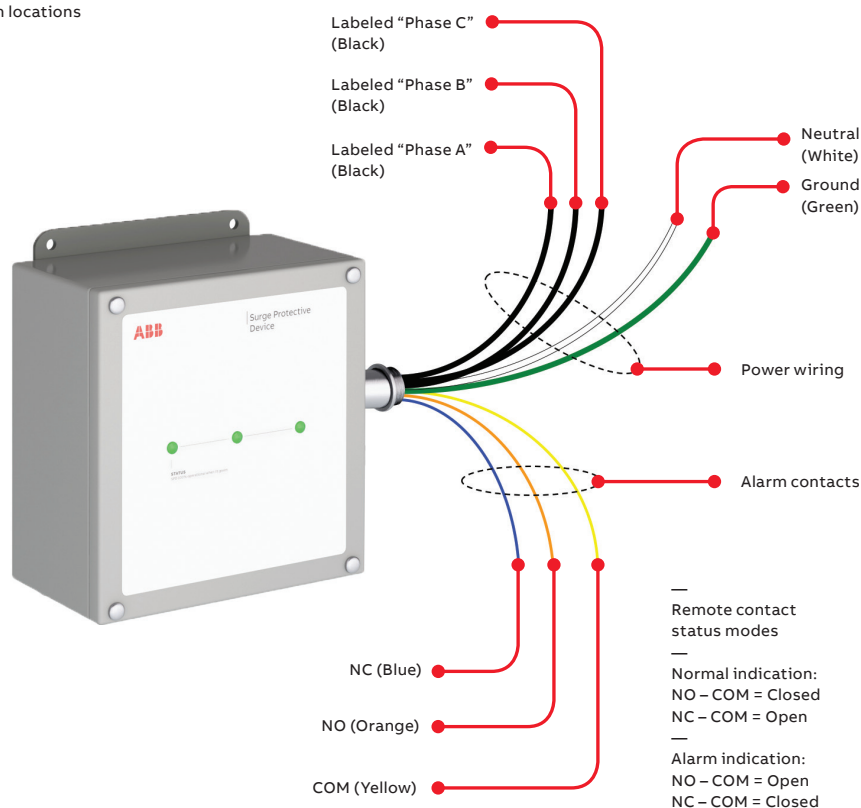 n locations
Labeled “Phase C”
(Black)
Labeled “Phase B”
(Black)
Labeled “Phase A”
(Black)
Neutral
(White)
Ground
(Green)
ABB
Surge Protective
Device
STATUS
Power wiring
Alarm contacts
NC (Blue)
NO (Orange)
COM (Yellow)
—
Remote contact
status modes
—
Normal indication:
NO – COM = Closed
NC – COM = Open
—
Alarm indication:
NO – COM = Open
NC – COM = Closed